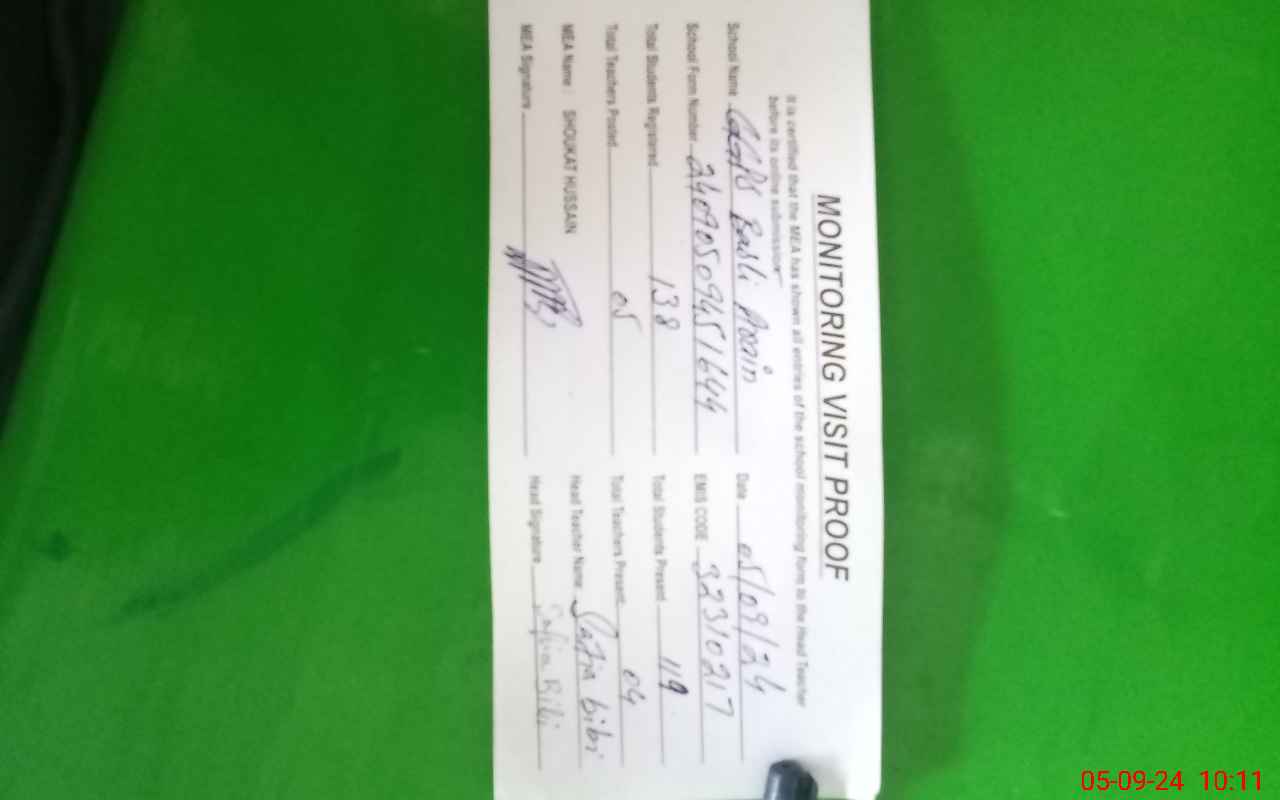 MONITORING VISIT PROOF
It is certified that the MEA has shown all entries of the school monitoring form to the Head Teacher
before its online submission
School Name GGPS Basti Araain Date 05/09/24
School Form Number 24090509451644 EMIS CODE 32310217
Total Students Registered 138 Total Students Present 119
Total Teachers Posted 05 Total Teachers Present 04
MEA Name : SHOUKAT HUSSAIN Head Teacher Name Safia bibi
MEA Signature Head Signature Safia Bibi
05-09-24 10:11